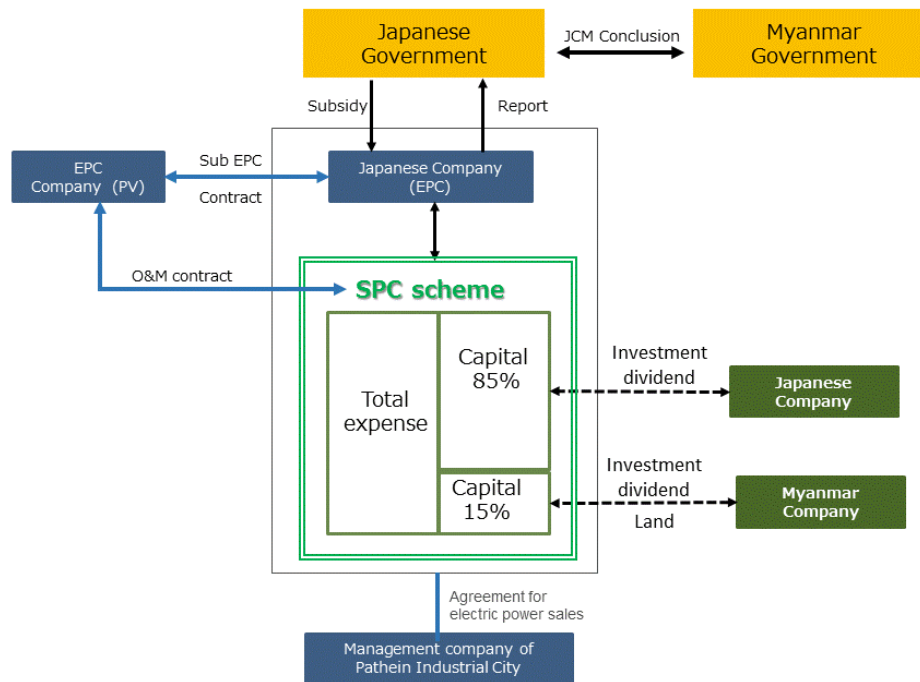 Japanese
Government
JCM Conclusion
Myanmar
Government
Subsidy
Report
EPC
Company (PV)
Sub EPC
Contract
Japanese Company
(EPC)
O&M contract
SPC scheme
Total
expense
Capital
85%
Investment
dividend
Japanese
Company
Capital
15%
Investment
dividend
Land
Myanmar
Company
Agreement for
electric power sales
Management company of
Pathein Industrial City